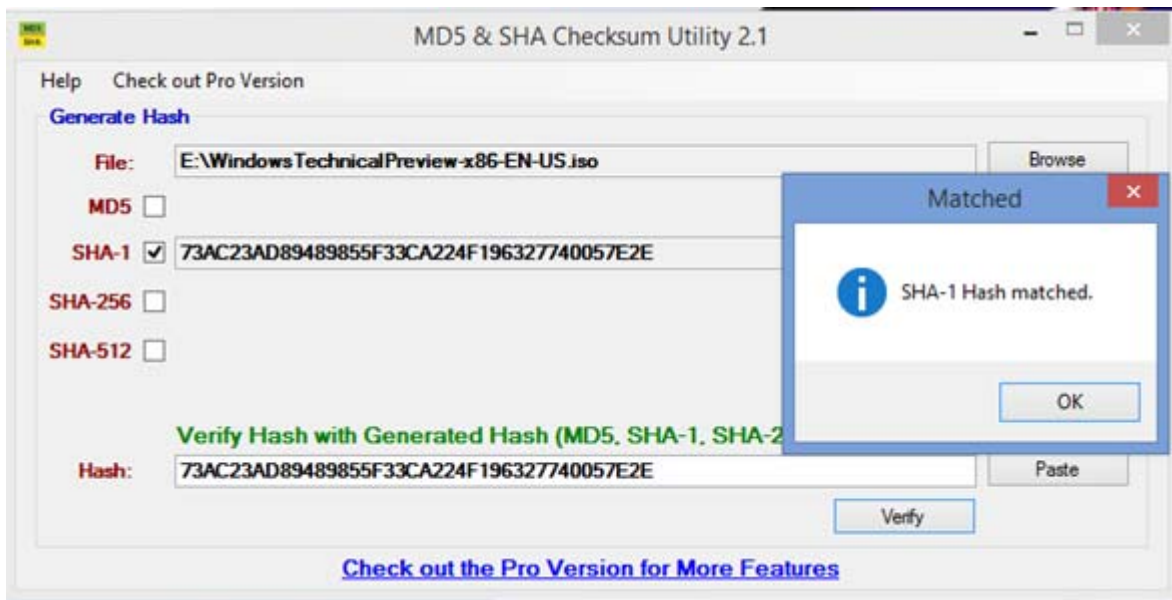 MD5 & SHA Checksum Utility 2.1
Help Check out Pro Version
Generate Hash
File: E:\WindowsTechnicalPreview-x86-EN-US.iso Browse
Matched
MD5
SHA-1 73AC23AD89489855F33CA224F196327740057E2E
SHA-1 Hash matched.
SHA-256
SHA-512
OK
Verify Hash with Generated Hash (MD5, SHA-1, SHA-2
Hash: 73AC23AD89489855F33CA224F196327740057E2E Paste
Verify
Check out the Pro Version for More Features